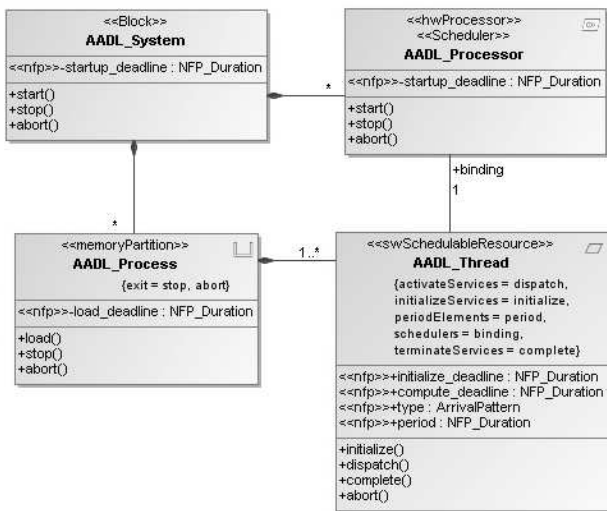 <<Block>>
AADL_System
<<nfp>>-startup_deadline : NFP_Duration
+start()
+stop()
+abort()
*
<<hwProcessor>>
<<Scheduler>>
AADL_Processor
<<nfp>>-startup_deadline : NFP_Duration
+start()
+stop()
+abort()
+binding
1
*
<<memoryPartition>>
AADL_Process
{exit = stop, abort}
<<nfp>>-load_deadline : NFP_Duration
+load()
+stop()
+abort()
1..*
<<swSchedulableResource>>
AADL_Thread
{activateServices = dispatch,
initializeServices = initialize,
periodElements = period,
schedulers = binding,
terminateServices = complete}
<<nfp>>+initialize_deadline : NFP_Duration
<<nfp>>+compute_deadline : NFP_Duration
<<nfp>>+type : ArrivalPattern
<<nfp>>+period : NFP_Duration
+initialize()
+dispatch()
+complete()
+abort()